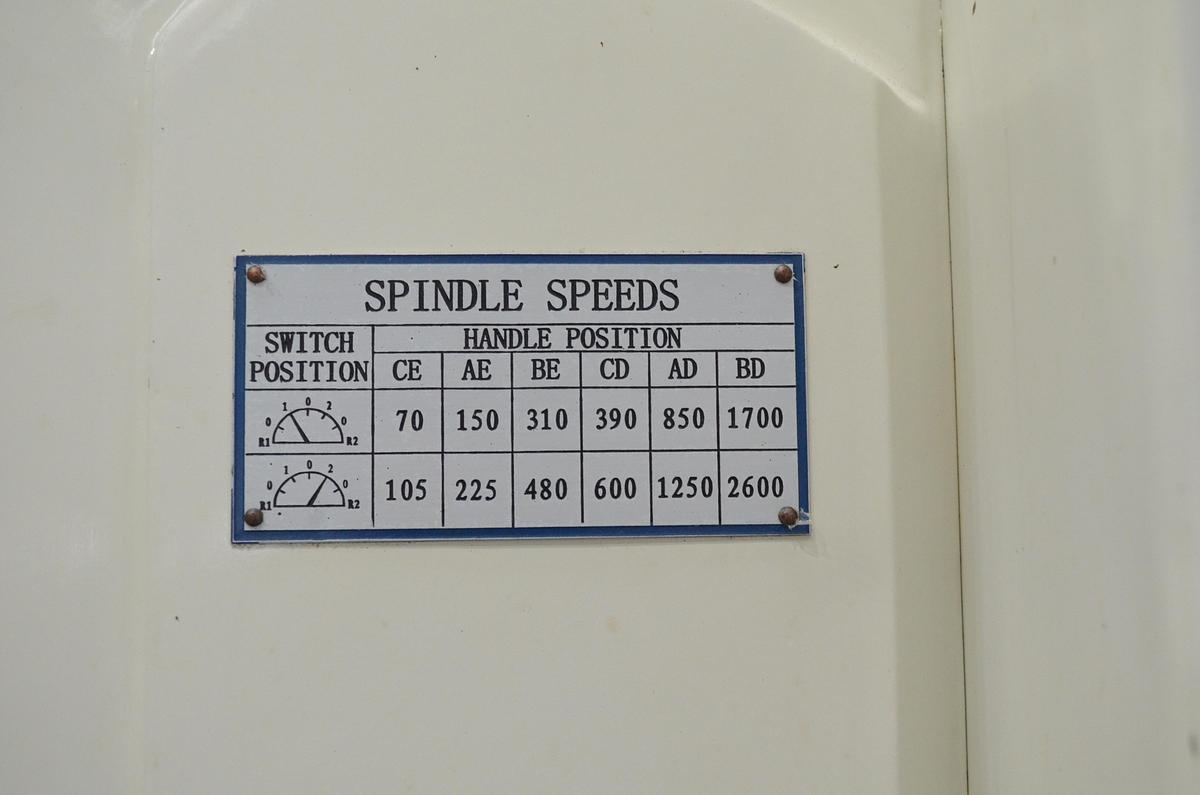 SPINDLE SPEEDS
SWITCH POSITION
HANDLE POSITION
CE AE BE CD AD BD
R1 0 1 0 2 0 R2
70 150 310 390 850 1700
R1 0 1 0 2 0 R2
105 225 480 600 1250 2600